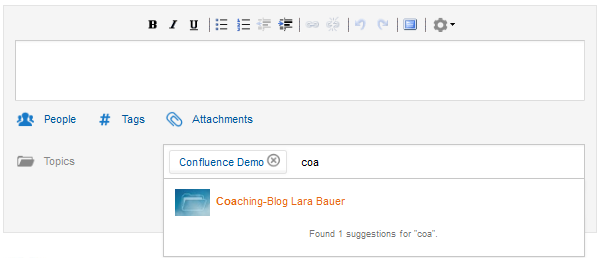 B I U
People # Tags Attachments
Topics Confluence Demo coa
Coaching-Blog Lara Bauer
Found 1 suggestions for "coa".